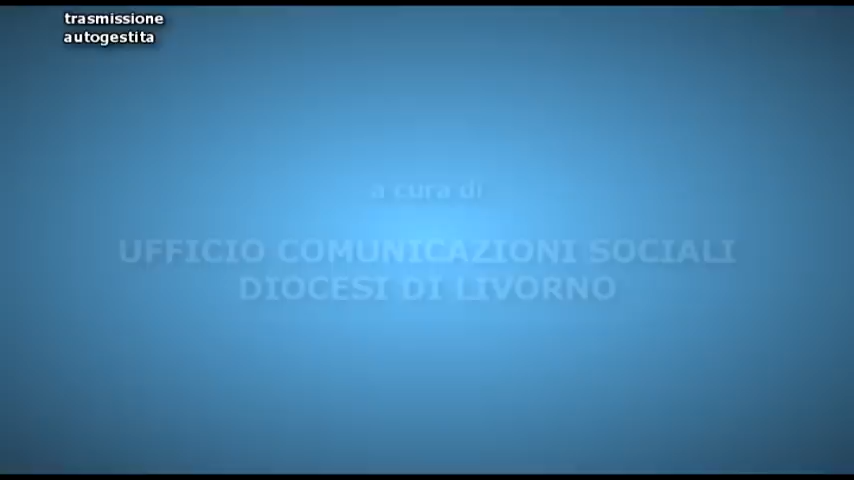 trasmissione
autogestita
a cura di
UFFICIO COMUNICAZIONI SOCIALI
DIOCESI DI LIVORNO